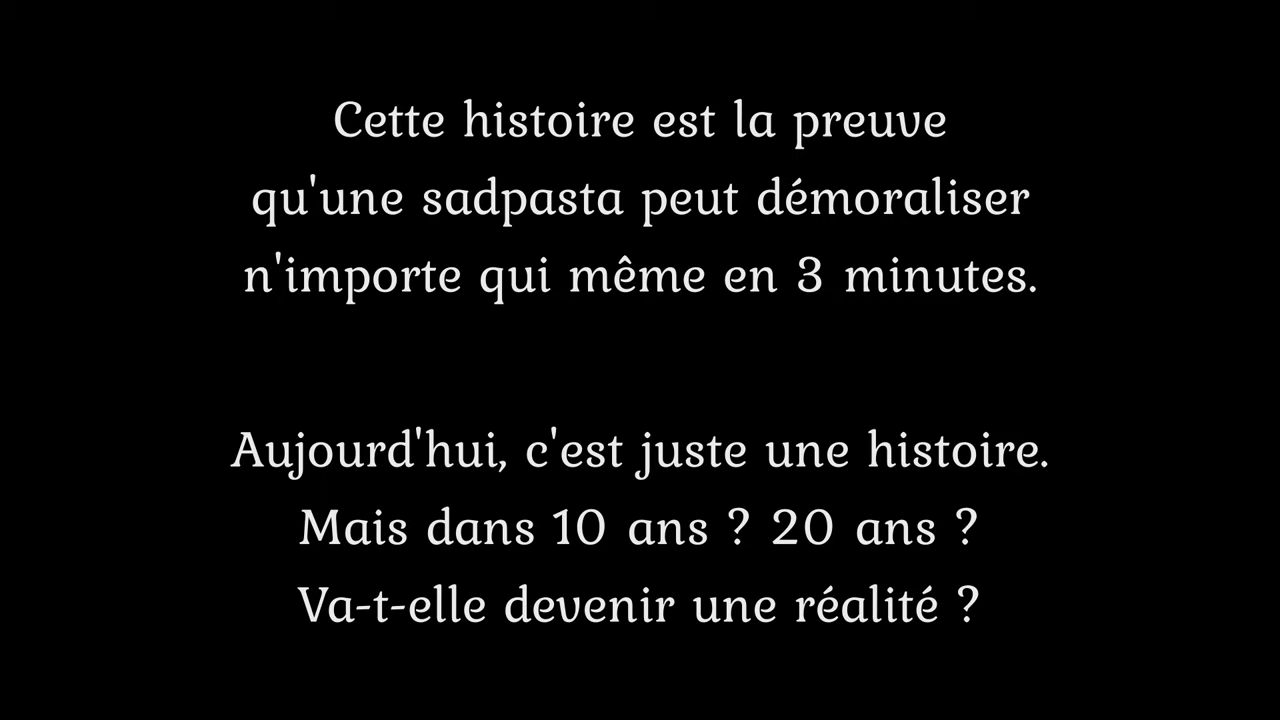 Cette histoire est la preuve
qu'une sadpasta peut démoraliser
n'importe qui même en 3 minutes.
Aujourd'hui, c'est juste une histoire.
Mais dans 10 ans ? 20 ans ?
Va-t-elle devenir une réalité ?